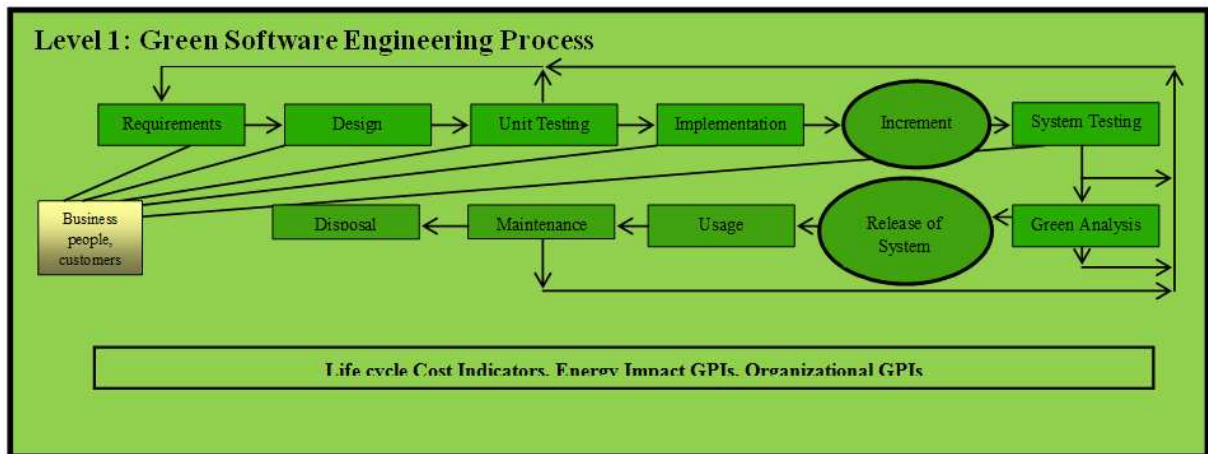 Level 1: Green Software Engineering Process
Requirements
Design
Unit Testing
Implementation
Increment
System Testing
Business
people,
customers
Disposal
Maintenance
Usage
Release of
System
Green Analysis
Life cycle Cost Indicators, Energy Impact GPIs, Organizational GPIs